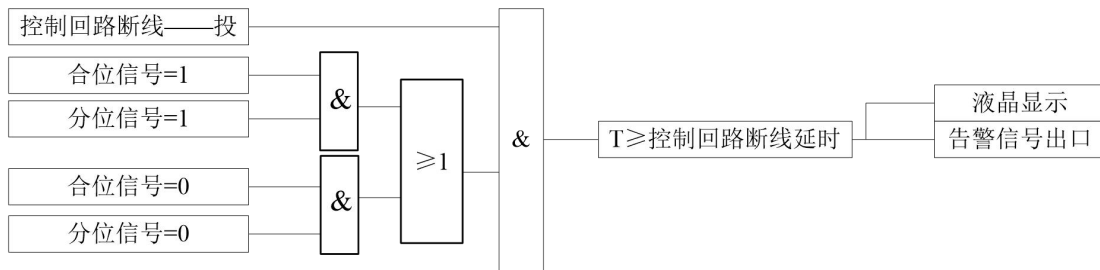 控制回路断线——投
合位信号=1
分位信号=1
合位信号=0
分位信号=0
&
&
≥1
&
T≥控制回路断线延时
液晶显示
告警信号出口